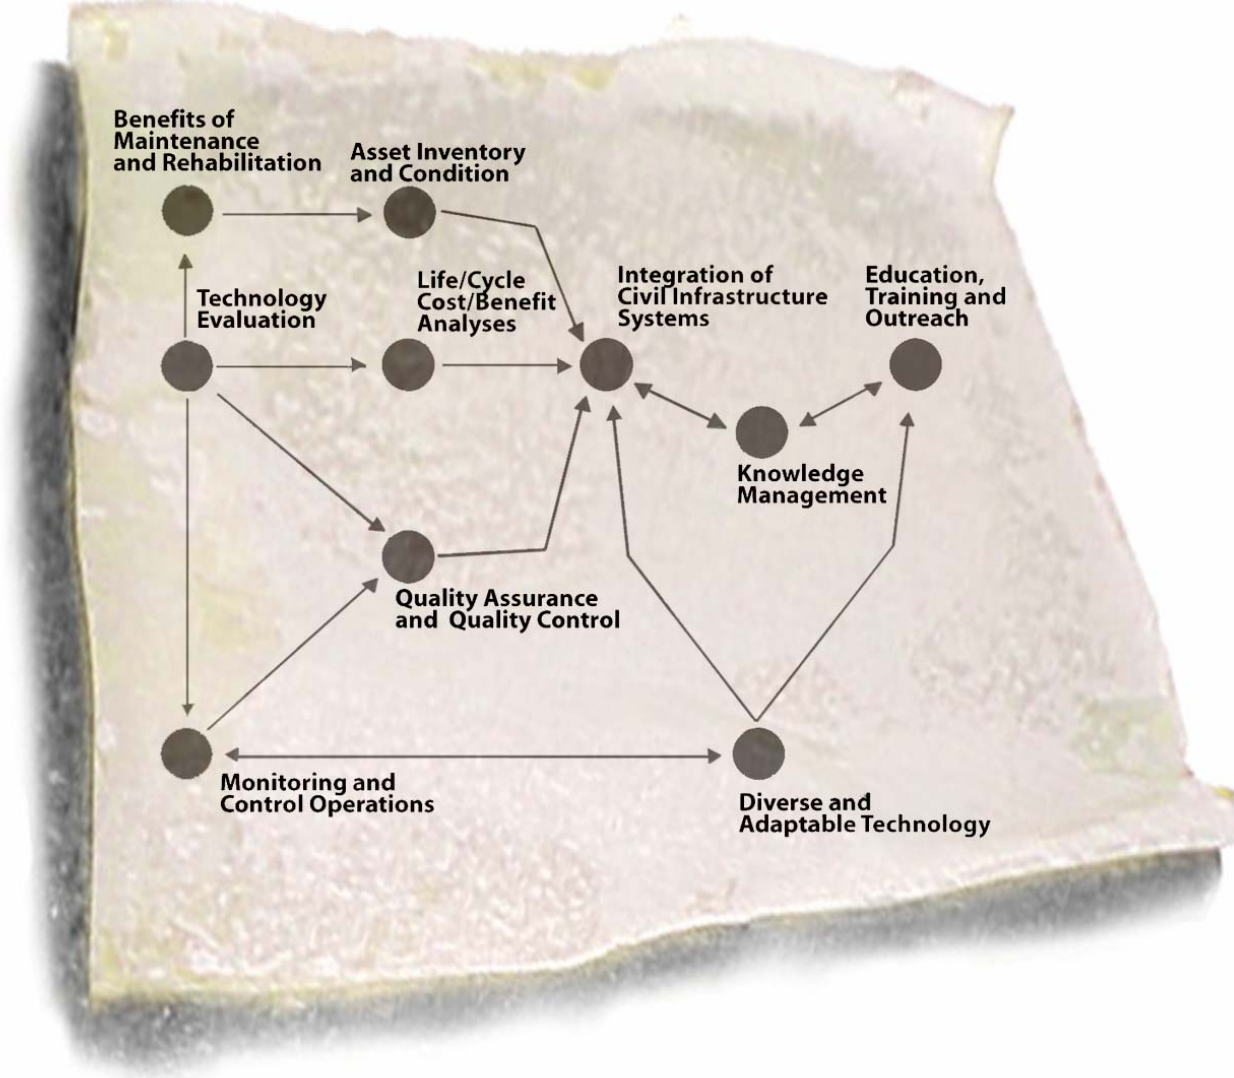 Benefits of
Maintenance
and Rehabilitation
Asset Inventory
and Condition
Technology
Evaluation
Life/Cycle
Cost/Benefit
Analyses
Integration of
Civil Infrastructure
Systems
Education,
Training and
Outreach
Knowledge
Management
Quality Assurance
and Quality Control
Monitoring and
Control Operations
Diverse and
Adaptable Technology